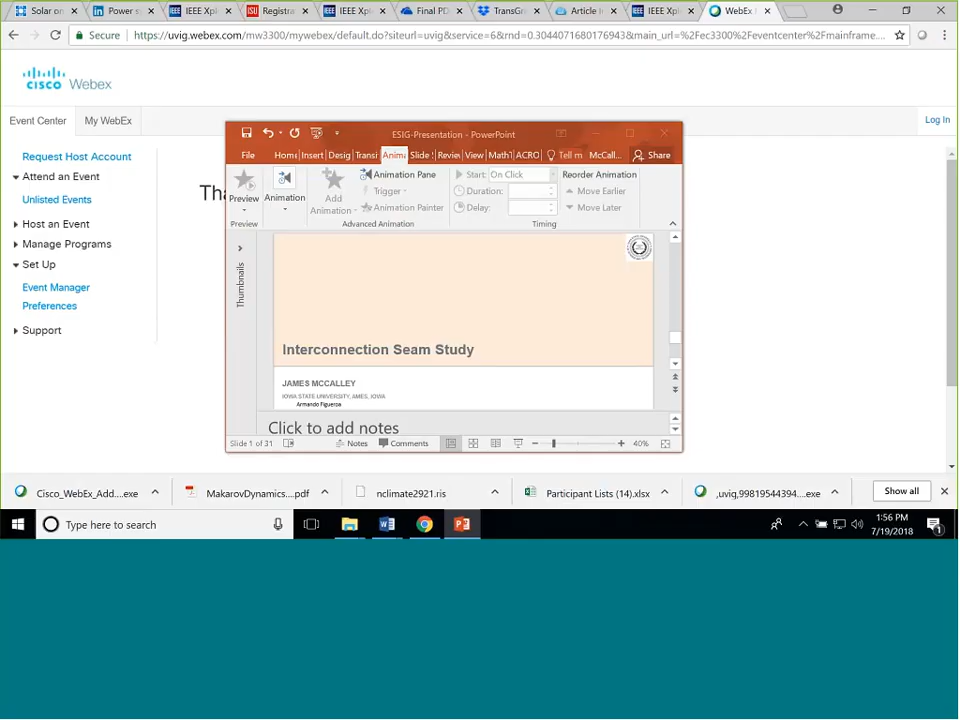 Solar on
Power s
IEEE Xpl
Registra
IEEE Xpl
Final PD
TransGr
Article I
IEEE Xpl
WebEx
Secure
https://uvig.webex.com/mw3300/mywebex/default.do?siteurl=uvig&service=6&rnd=0.3044071680176943&main_url=%2Fec3300%2Feventcenter%2Fmainframe....
CISCO Webex
Event Center
My WebEx
Log In
Request Host Account
Attend an Event
Unlisted Events
Host an Event
Manage Programs
Set Up
Event Manager
Preferences
Support
Tha
ESIG-Presentation - PowerPoint
File
Home
Insert
Desig
Transi
Anima
Slide
Review
View
MathT
ACRO
Tell m
McCall...
Share
Preview
Animation
Add
Animation
Animation Pane
Trigger
Animation Painter
Start: On Click
Duration:
Delay:
Reorder Animation
Move Earlier
Move Later
Preview
Advanced Animation
Timing
Thumbnails
Interconnection Seam Study
JAMES MCCALLEY
IOWA STATE UNIVERSITY, AMES, IOWA
Armando Figueroa
Click to add notes
Slide 1 of 31
Notes
Comments
40%
Cisco_WebEx_Add....exe
MakarovDynamics....pdf
nclimate2921.ris
Participant Lists (14).xlsx
,uvig,99819544394....exe
Show all
Type here to search
1:56 PM
7/19/2018
1